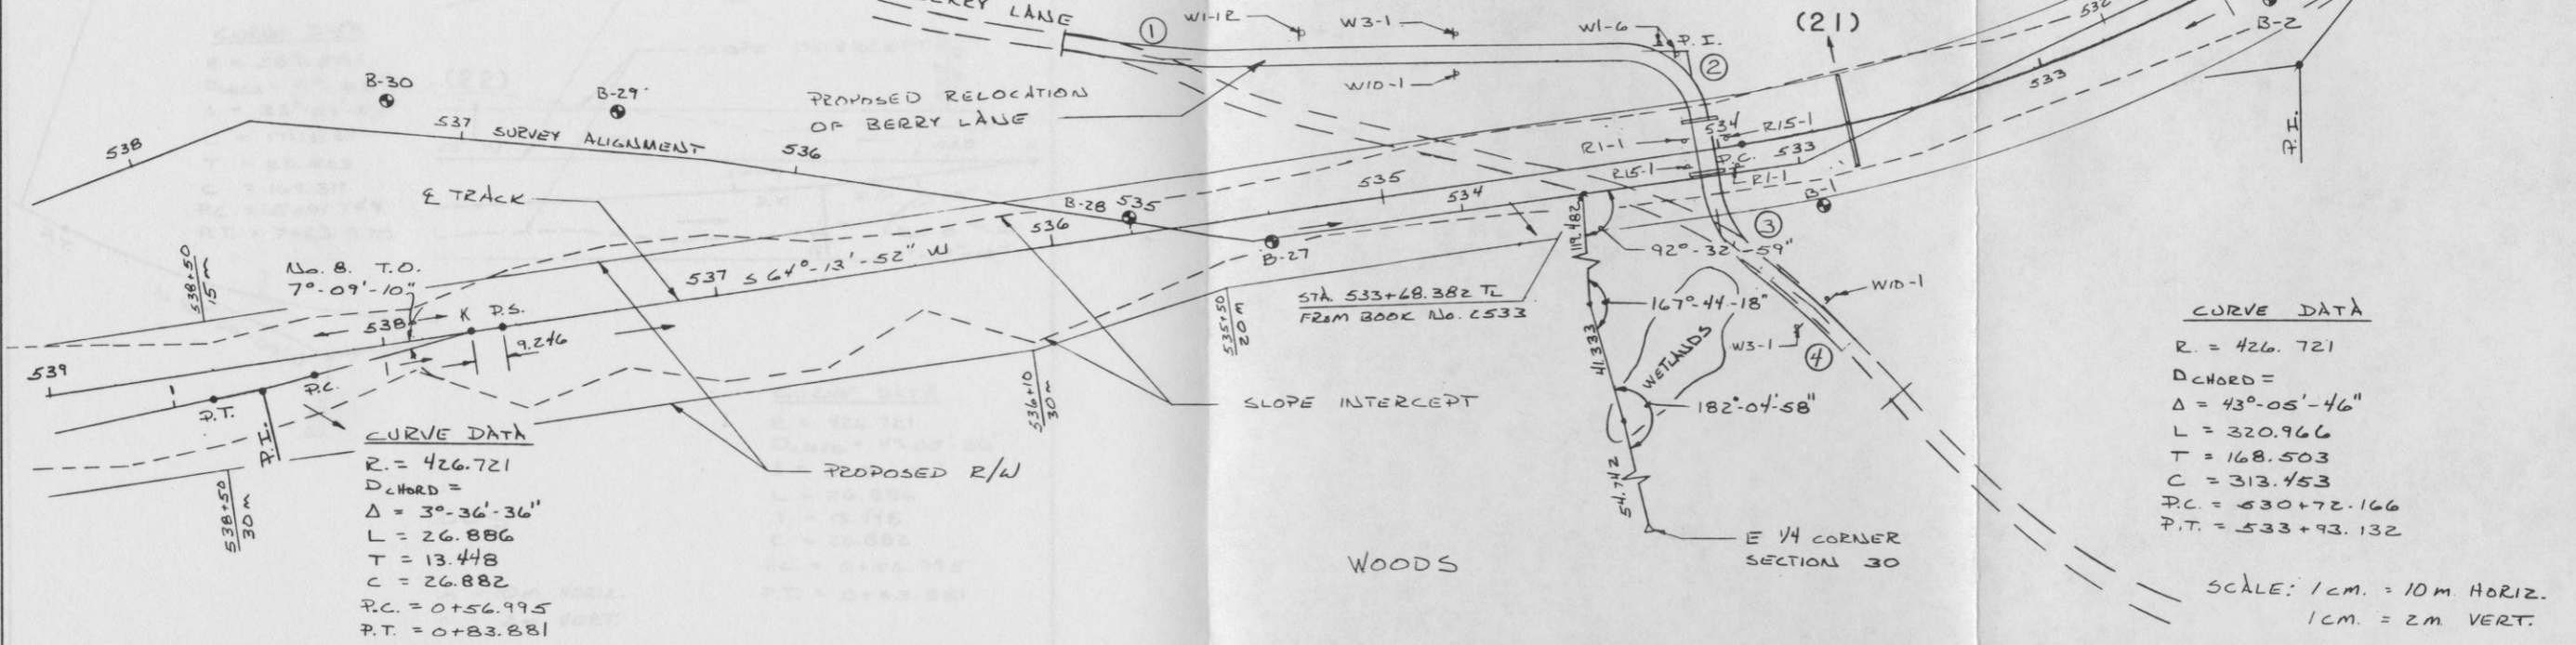 BERRY LANE
1
W1-12
W3-1
W1-6
P.I.
2
(21)
532
B-2
B-30
B-29
PROPOSED RELOCATION
OF BERRY LANE
W10-1
533
P.I.
538
537
SURVEY ALIGNMENT
536
534
R15-1
R1-1
P.C.
533
R15-1
R1-1
B-1
℄ TRACK
B-28
535
535
534
536
B-27
119.482
92°-32'-59"
3
538+50
15 m
No. 8. T.O.
7°-09'-10"
537
S 64°-13'-52" W
STA. 533+68.382 TL
FROM BOOK No. L533
167°-44-18"
W10-1
535+50
20 m
K
P.S.
538
9.246
41.333
WETLANDS
W3-1
4
539
1
1
P.C.
P.T.
P.I.
536+10
30 m
SLOPE INTERCEPT
182°-04'-58"
538+50
30 m
PROPOSED R/W
54.742
E 1/4 CORNER
SECTION 30
WOODS
CURVE DATA
R. = 426.721
D CHORD =
Δ = 3°-36'-36"
L = 26.886
T = 13.448
C = 26.882
P.C. = 0+56.995
P.T. = 0+83.881
CURVE DATA
R. = 426.721
D CHORD =
Δ = 43°-05'-46"
L = 320.966
T = 168.503
C = 313.453
P.C. = 530+72.166
P.T. = 533+93.132
SCALE: 1 cm. = 10 m HORIZ.
1 cm. = 2 m VERT.